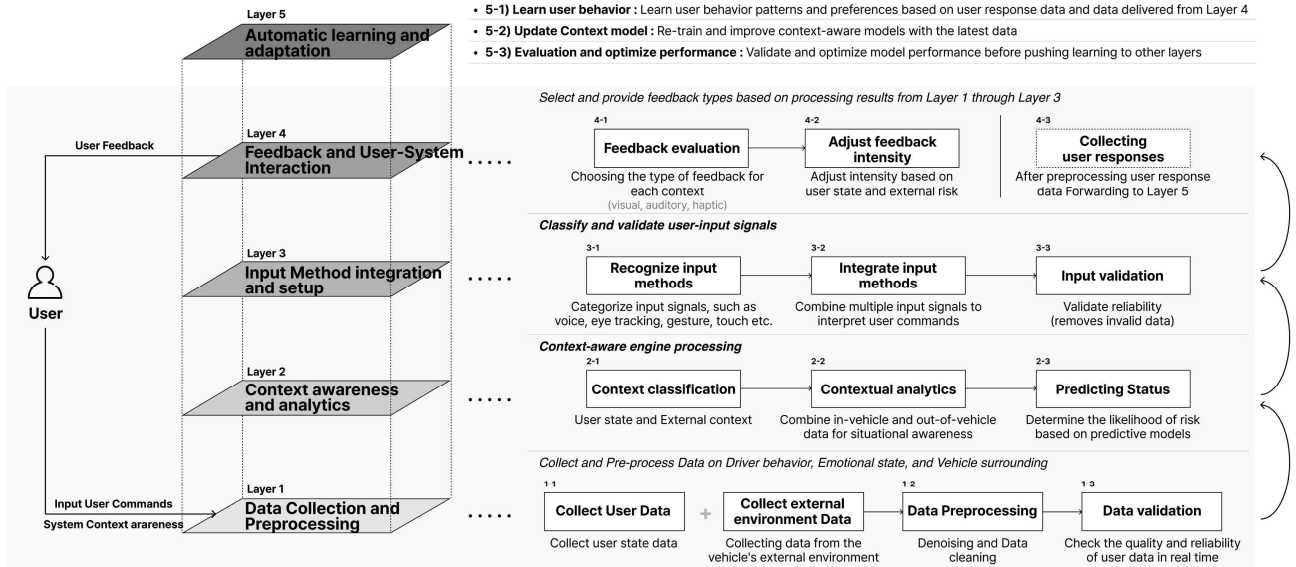 Layer 5
Automatic learning and
adaptation
• 5-1) Learn user behavior : Learn user behavior patterns and preferences based on user response data and data delivered from Layer 4
• 5-2) Update Context model : Re-train and improve context-aware models with the latest data
• 5-3) Evaluation and optimize performance : Validate and optimize model performance before pushing learning to other layers
Select and provide feedback types based on processing results from Layer 1 through Layer 3
Layer 4
Feedback and User-System
Interaction
User Feedback
4-1
Feedback evaluation
Choosing the type of feedback for
each context
(visual, auditory, haptic)
4-2
Adjust feedback
intensity
Adjust intensity based on
user state and external risk
4-3
Collecting
user responses
After preprocessing user response
data Forwarding to Layer 5
Classify and validate user-input signals
Layer 3
Input Method integration
and setup
3-1
Recognize input
methods
Categorize input signals, such as
voice, eye tracking, gesture, touch etc.
3-2
Integrate input
methods
Combine multiple input signals to
interpret user commands
3-3
Input validation
Validate reliability
(removes invalid data)
User
Context-aware engine processing
Layer 2
Context awareness
and analytics
2-1
Context classification
User state and External context
2-2
Contextual analytics
Combine in-vehicle and out-of-vehicle
data for situational awareness
2-3
Predicting Status
Determine the likelihood of risk
based on predictive models
Collect and Pre-process Data on Driver behavior, Emotional state, and Vehicle surrounding
Layer 1
Data Collection and
Preprocessing
Input User Commands
System Context arareness
1-1
Collect User Data
Collect user state data
+
Collect external
environment Data
Collecting data from the
vehicle's external environment
1-2
Data Preprocessing
Denoising and Data
cleaning
1-3
Data validation
Check the quality and reliability
of user data in real time